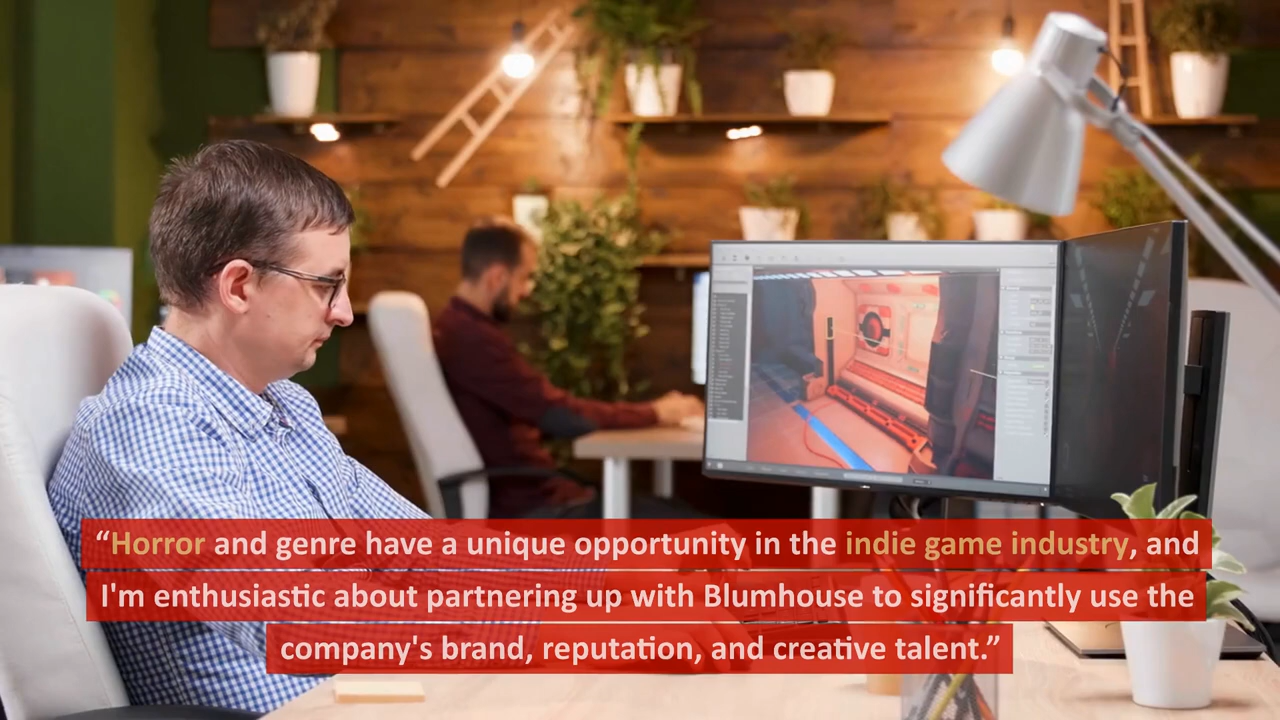 “Horror and genre have a unique opportunity in the indie game industry, and
I'm enthusiastic about partnering up with Blumhouse to significantly use the
company's brand, reputation, and creative talent.”